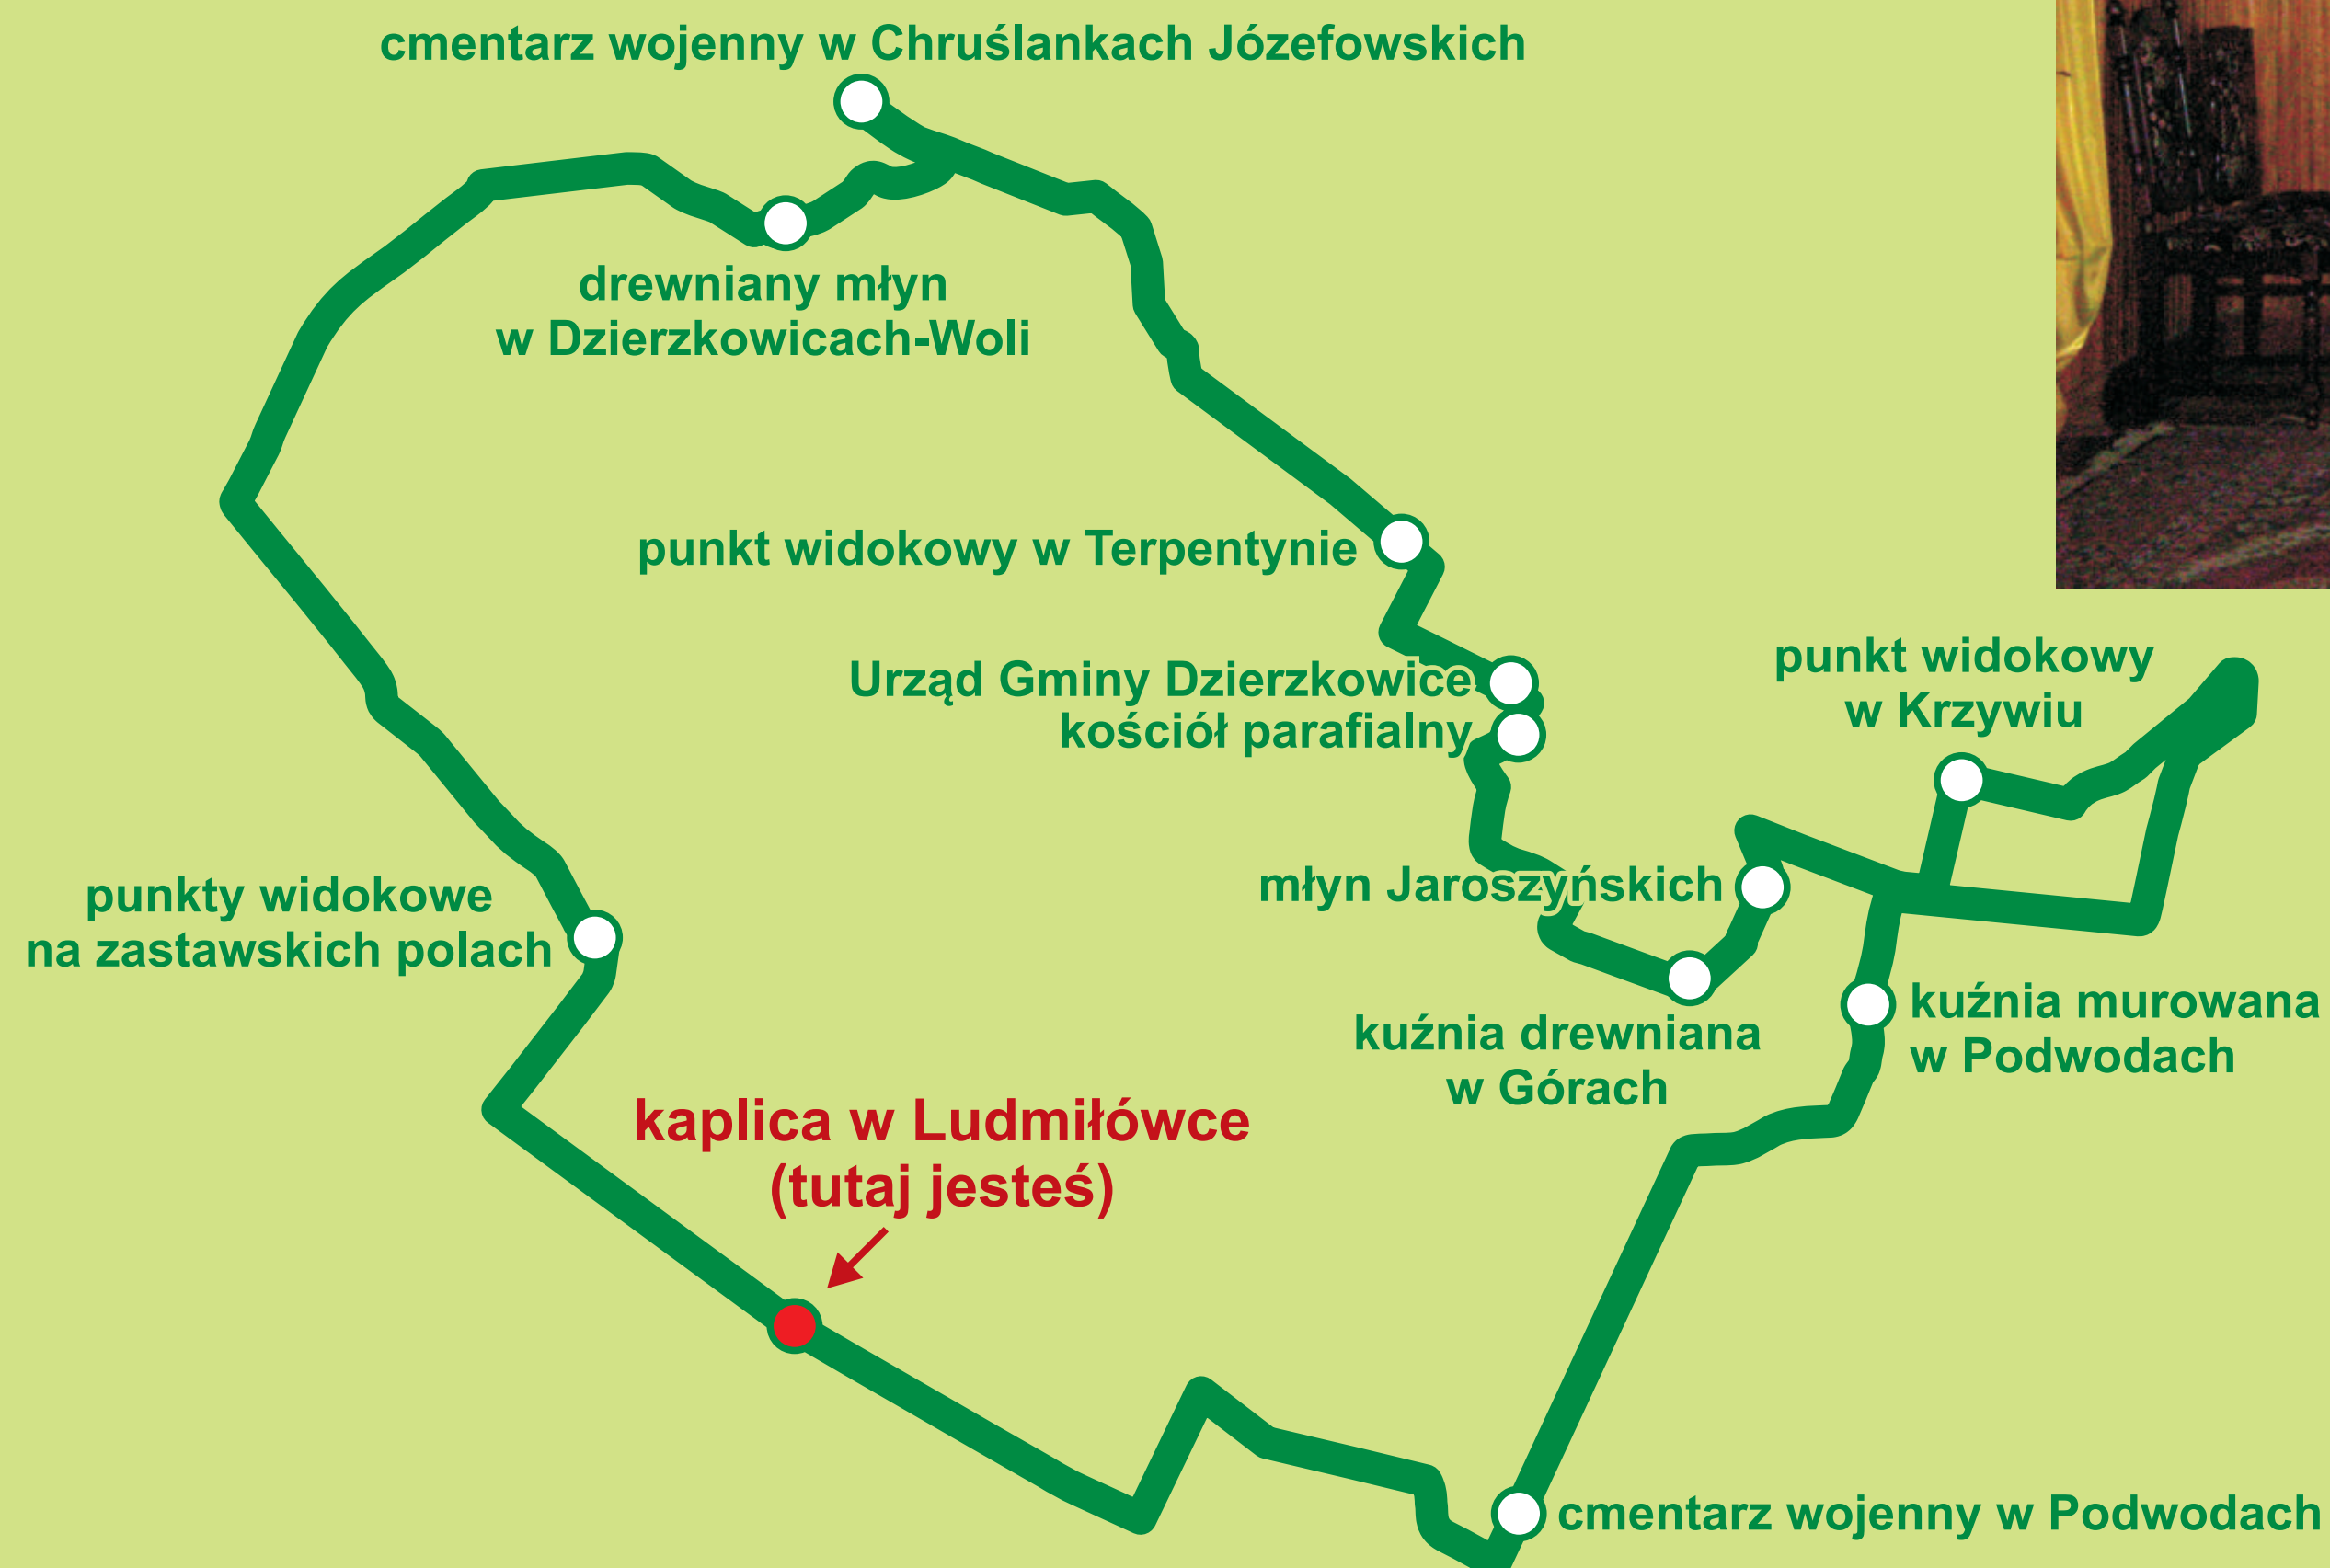 cmentarz wojenny w Chruślankach Józefowskich
drewniany młyn
w Dzierzkowicach-Woli
punkt widokowy w Terpentynie
Urząd Gminy Dzierzkowice
kościół parafialny
punkt widokowy
w Krzywiu
młyn Jaroszyńskich
punkty widokowe
na zastawskich polach
kuźnia drewniana
w Górach
kuźnia murowana
w Podwodach
kaplica w Ludmiłówce
(tutaj jesteś)
cmentarz wojenny w Podwodach